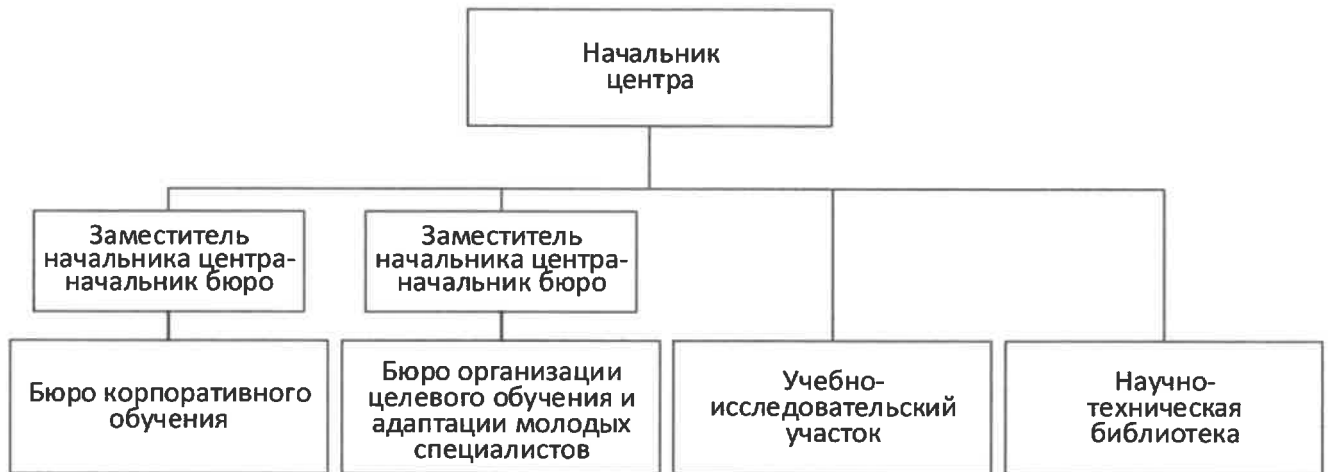 Начальник
центра
Заместитель
начальника центра-
начальник бюро
Заместитель
начальника центра-
начальник бюро
Бюро корпоративного
обучения
Бюро организации
целевого обучения и
адаптации молодых
специалистов
Учебно-
исследовательский
участок
Научно-
техническая
библиотека